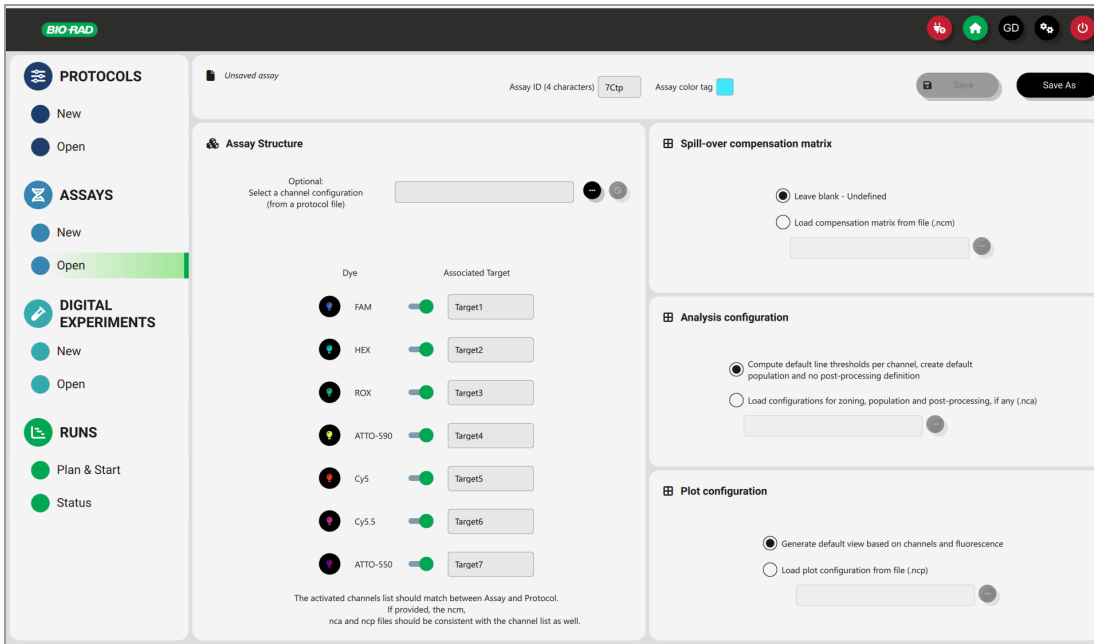 BIO-RAD
GD
PROTOCOLS
New
Open
ASSAYS
New
Open
DIGITAL
EXPERIMENTS
New
Open
RUNS
Plan & Start
Status
Unsaved assay
Assay ID (4 characters) 7Ctp Assay color tag
Save
Save As
Assay Structure
Optional:
Select a channel configuration
(from a protocol file)
Dye Associated Target
FAM Target1
HEX Target2
ROX Target3
ATTO-590 Target4
Cy5 Target5
Cy5.5 Target6
ATTO-550 Target7
The activated channels list should match between Assay and Protocol.
If provided, the ncm,
nca and ncp files should be consistent with the channel list as well.
Spill-over compensation matrix
Leave blank - Undefined
Load compensation matrix from file (.ncm)
Analysis configuration
Compute default line thresholds per channel, create default
population and no post-processing definition
Load configurations for zoning, population and post-processing, if any (.nca)
Plot configuration
Generate default view based on channels and fluorescence
Load plot configuration from file (.ncp)